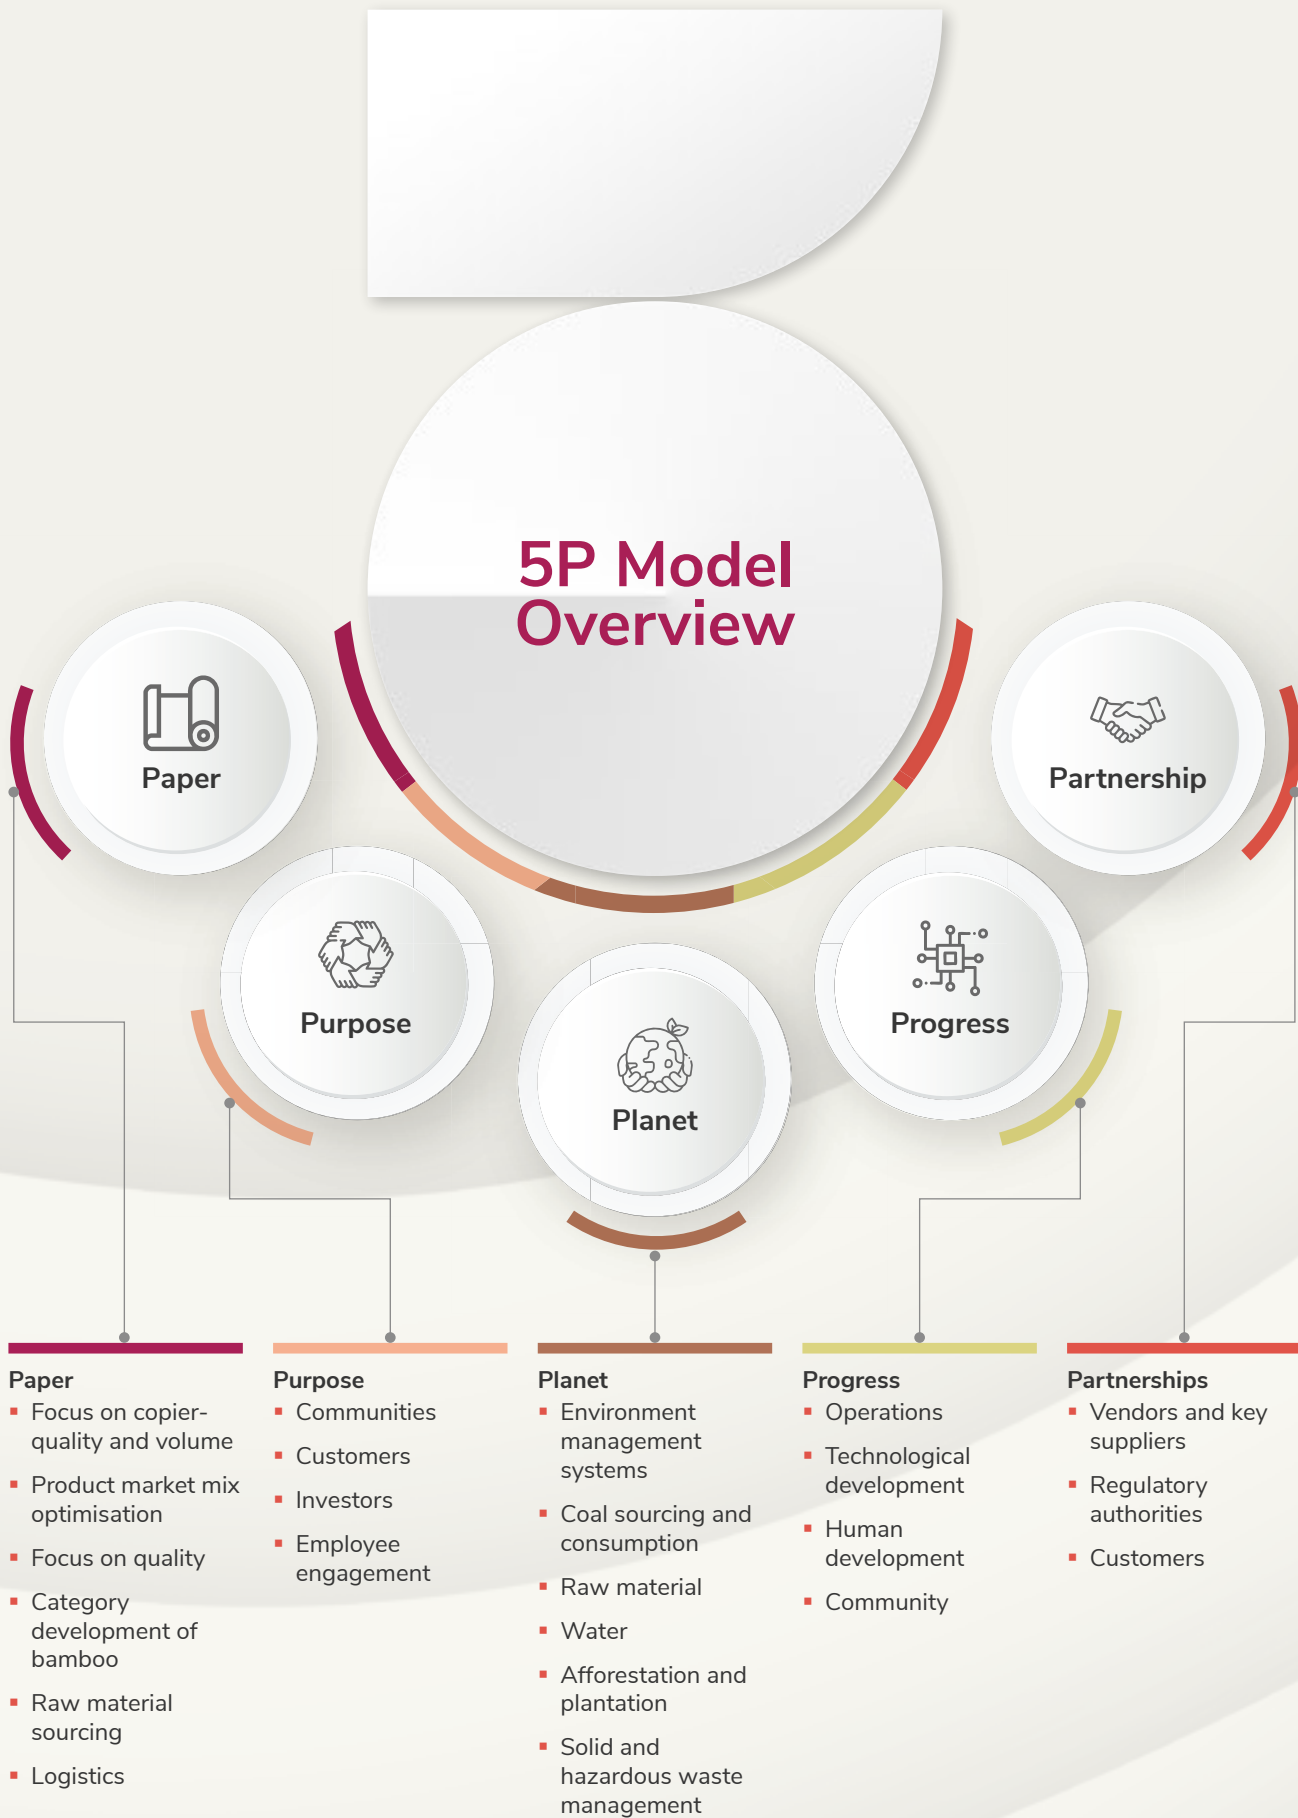 5P Model
Overview
Paper
Partnership
Purpose
Progress
Planet
Paper
▪ Focus on copier-
quality and volume
▪ Product market mix
optimisation
▪ Focus on quality
▪ Category
development of
bamboo
▪ Raw material
sourcing
▪ Logistics
Purpose
▪ Communities
▪ Customers
▪ Investors
▪ Employee
engagement
Planet
▪ Environment
management
systems
▪ Coal sourcing and
consumption
▪ Raw material
▪ Water
▪ Afforestation and
plantation
▪ Solid and
hazardous waste
management
Progress
▪ Operations
▪ Technological
development
▪ Human
development
▪ Community
Partnerships
▪ Vendors and key
suppliers
▪ Regulatory
authorities
▪ Customers